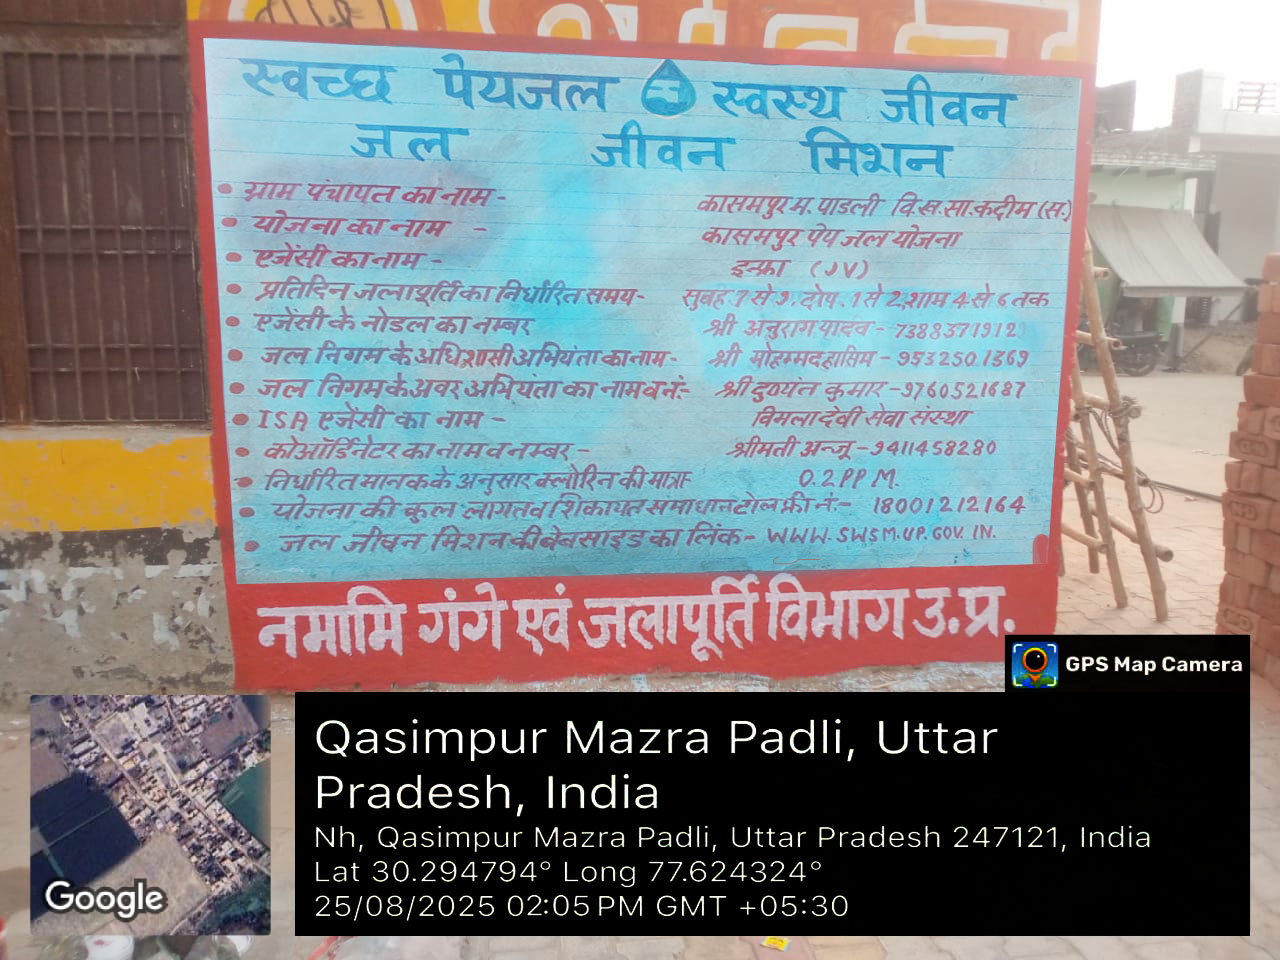 स्वच्छ पेयजल स्वस्थ जीवन
जल जीवन मिशन
• ग्राम पंचायत का नाम - कासमपुर म. पाडली वि.ख.सा.कदीम (स.)
• योजना का नाम - कासमपुर पेय जल योजना
• एजेंसी का नाम - इन्फ्रा (JV)
• प्रतिदिन जलापूर्ति का निर्धारित समय- सुबह 7 से 9. दोप. 1 से 2, शाम 4 से 6 तक
• एजेंसी के नोडल का नम्बर श्री अनुराग यादव - 7388371912
• जल निगम के अधिशासी अभियंता का नाम - श्री मोहम्मद हासिम - 9532501369
• जल निगम के अवर अभियंता का नाम व नं:- श्री दुष्यंत कुमार -9760521687
• ISA एजेंसी का नाम - विमला देवी सेवा संस्था
• कोऑर्डिनेटर का नाम व नम्बर - श्रीमती अन्जू - 9411458280
• निर्धारित मानक के अनुसार क्लोरिन की मात्रा 0.2 PPM.
• योजना की कुल लागत व शिकायत समाधान टोल फ्री नं:- 18001212164
• जल जीवन मिशन की बेबसाइड का लिंक - WWW.SWSM.UP.GOV.IN.
नमामि गंगे एवं जलापूर्ति विभाग उ.प्र.
GPS Map Camera
Qasimpur Mazra Padli, Uttar
Pradesh, India
Nh, Qasimpur Mazra Padli, Uttar Pradesh 247121, India
Lat 30.294794° Long 77.624324°
25/08/2025 02:05 PM GMT +05:30
Google